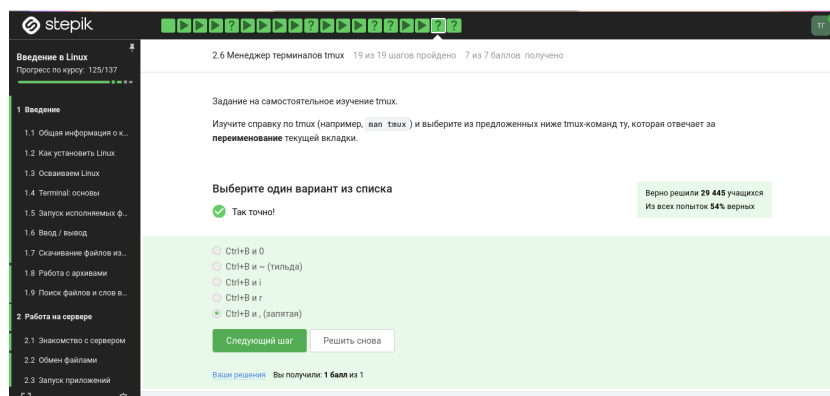 stepik
ТГ
Введение в Linux
Прогресс по курсу: 125/137
1 Введение
1.1 Общая информация о к...
1.2 Как установить Linux
1.3 Осваиваем Linux
1.4 Terminal: основы
1.5 Запуск исполняемых ф...
1.6 Ввод / вывод
1.7 Скачивание файлов из...
1.8 Работа с архивами
1.9 Поиск файлов и слов в...
2 Работа на сервере
2.1 Знакомство с сервером
2.2 Обмен файлами
2.3 Запуск приложений
2.6 Менеджер терминалов tmux 19 из 19 шагов пройдено 7 из 7 баллов получено
Задание на самостоятельное изучение tmux.
Изучите справку по tmux (например, man tmux ) и выберите из предложенных ниже tmux-команд ту, которая отвечает за
переименование текущей вкладки.
Выберите один вариант из списка
Так точно!
Верно решили 29 445 учащихся
Из всех попыток 54% верных
Ctrl+B и 0
Ctrl+B и ~ (тильда)
Ctrl+B и i
Ctrl+B и r
Ctrl+B и , (запятая)
Следующий шаг
Решить снова
Ваши решения Вы получили: 1 балл из 1